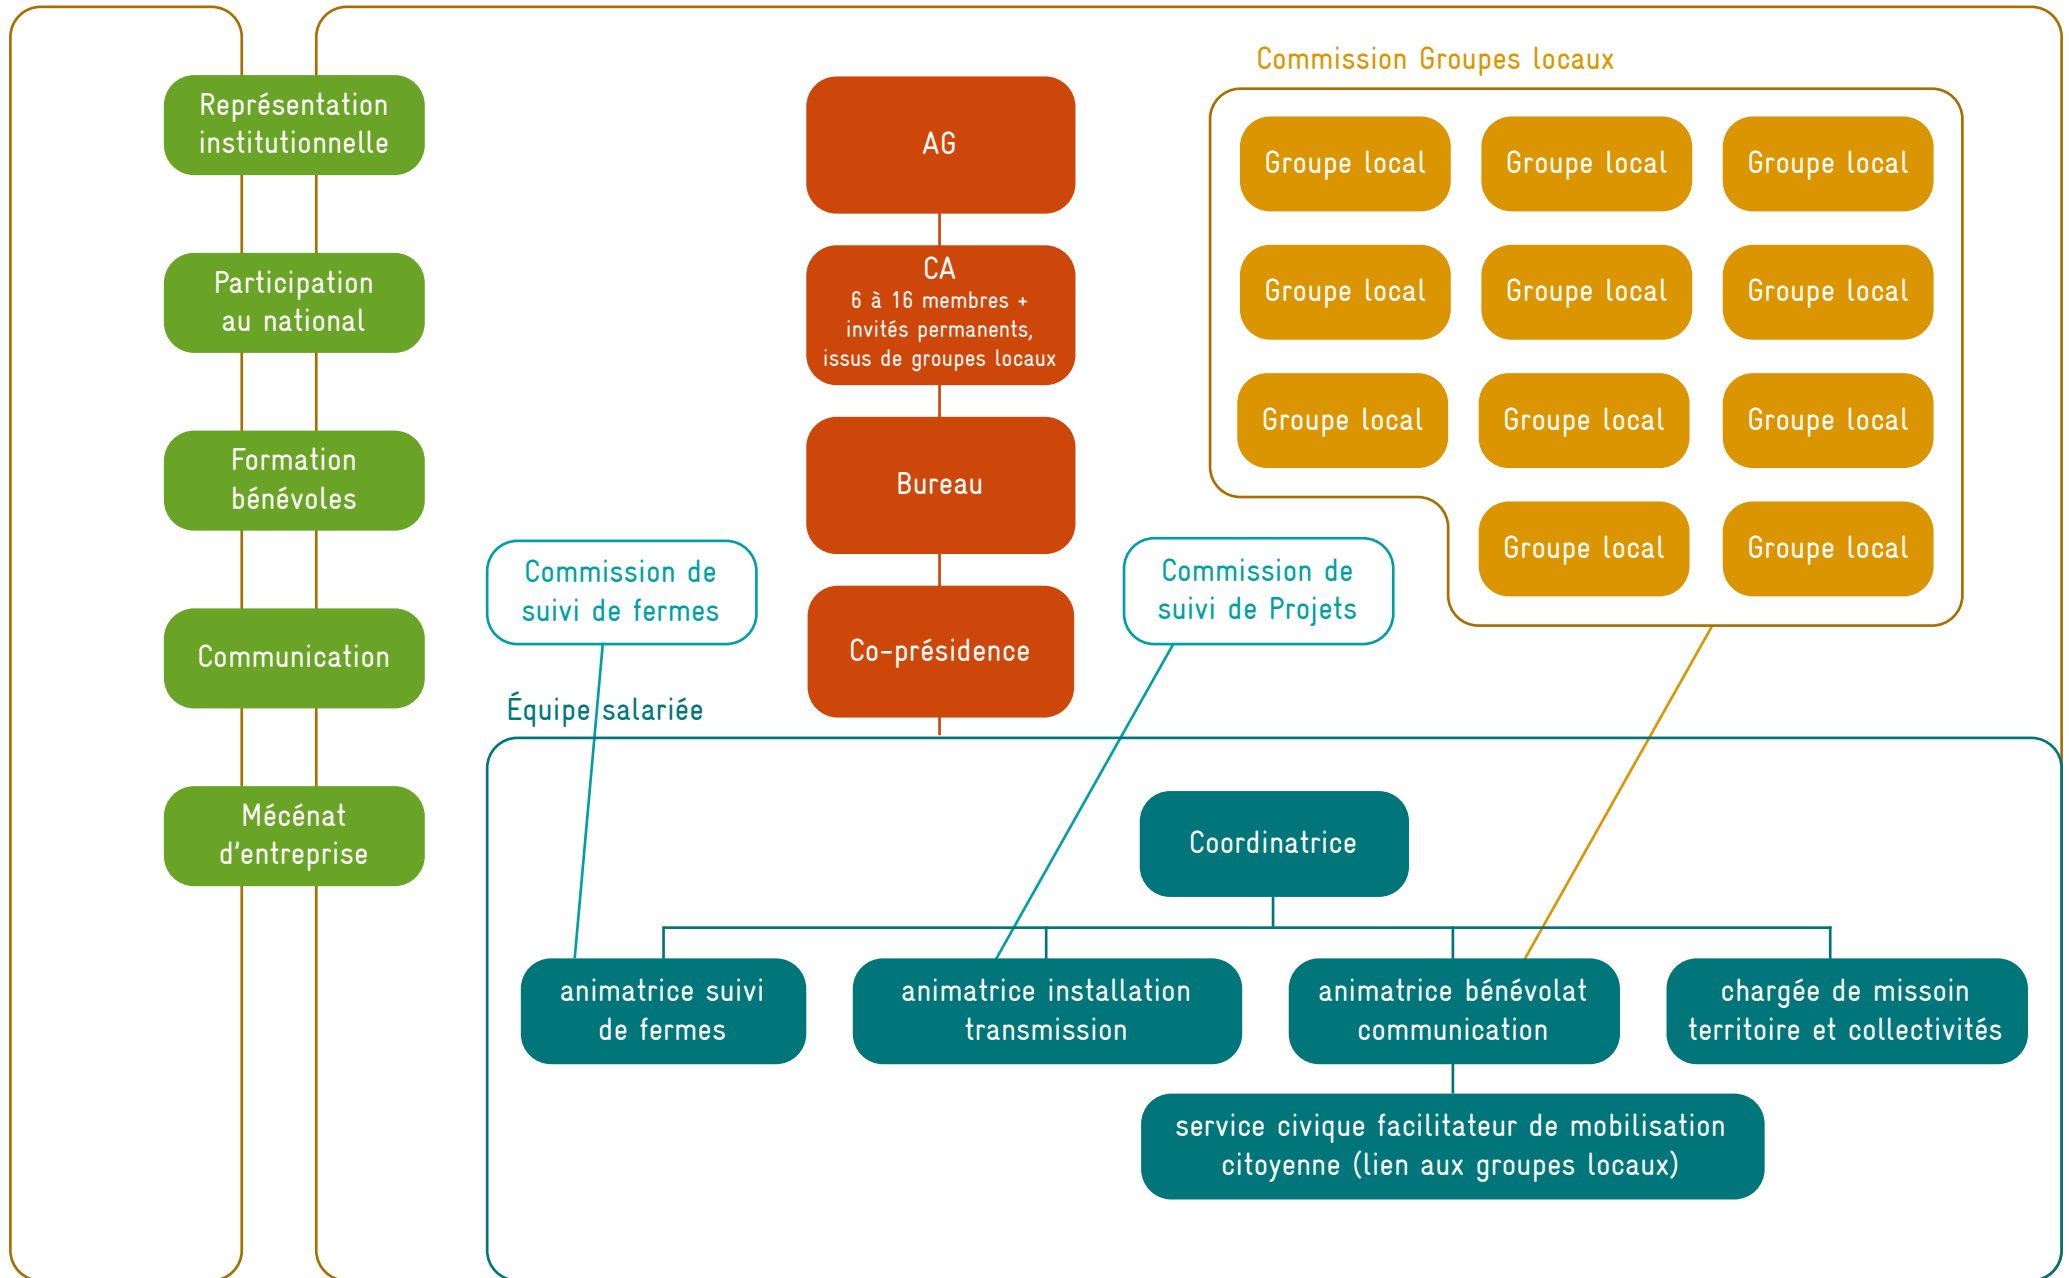 Représentation
institutionnelle
Participation
au national
Formation
bénévoles
Communication
Mécénat
d'entreprise
AG
CA
6 à 16 membres +
invités permanents,
issus de groupes locaux
Bureau
Co-présidence
Commission Groupes locaux
Groupe local
Groupe local
Groupe local
Groupe local
Groupe local
Groupe local
Groupe local
Groupe local
Groupe local
Groupe local
Groupe local
Commission de
suivi de fermes
Commission de
suivi de Projets
Équipe salariée
Coordinatrice
animatrice suivi
de fermes
animatrice installation
transmission
animatrice bénévolat
communication
chargée de missoin
territoire et collectivités
service civique facilitateur de mobilisation
citoyenne (lien aux groupes locaux)